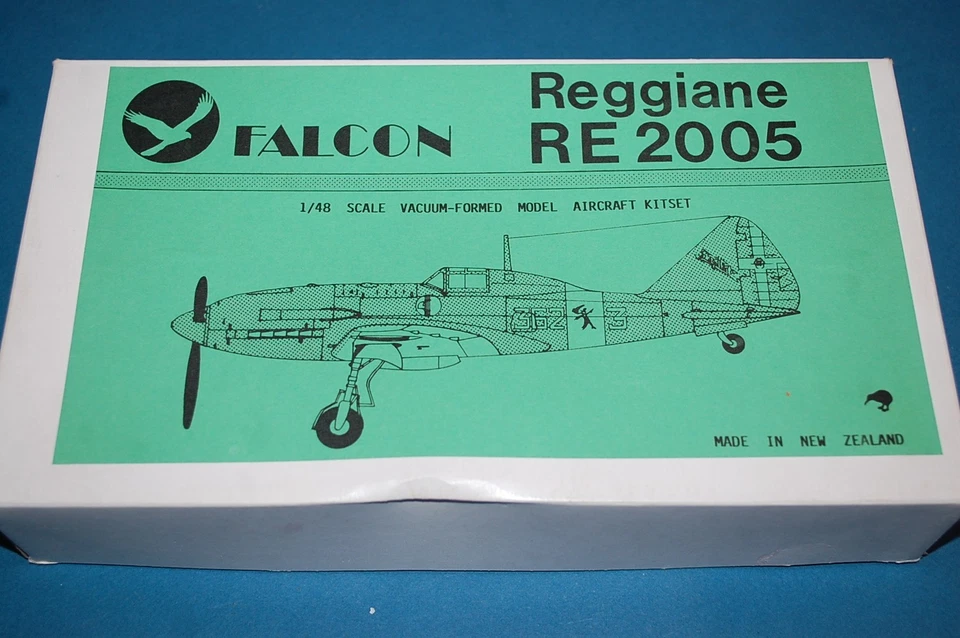 FALCON
Reggiane
RE 2005
1/48 SCALE VACUUM-FORMED MODEL AIRCRAFT KITSET
362 3
MADE IN NEW ZEALAND